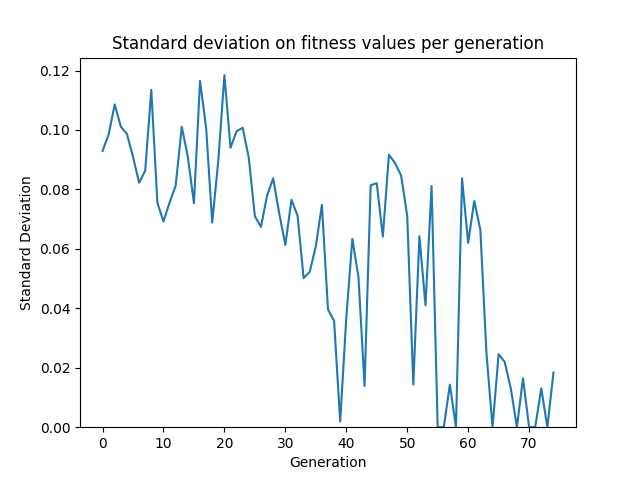 Standard deviation on fitness values per generation
0.12
0.10
0.08
0.06
0.04
0.02
0.00
Standard Deviation
0 10 20 30 40 50 60 70
Generation